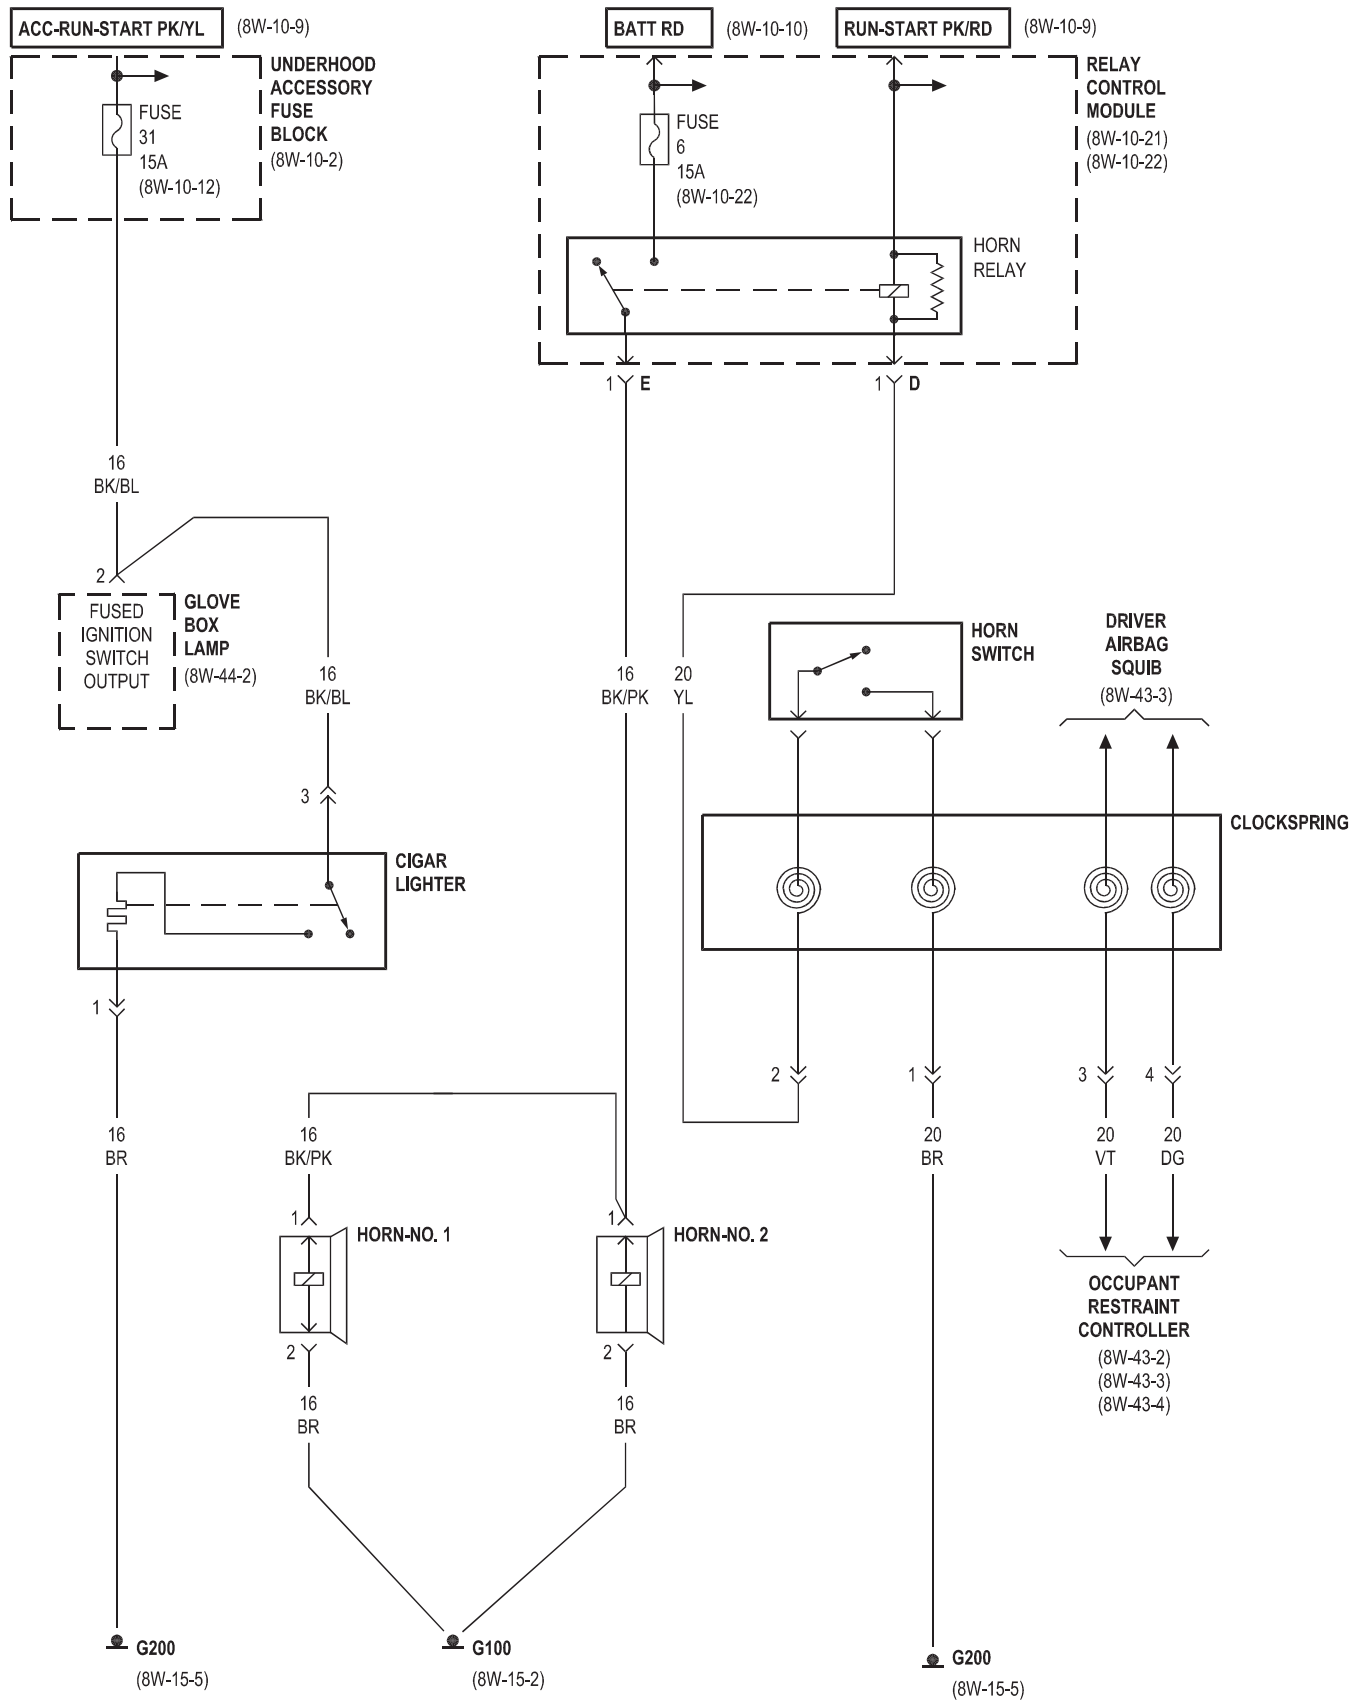 ACC-RUN-START PK/YL
(8W-10-9)
BATT RD
(8W-10-10)
RUN-START PK/RD
(8W-10-9)
UNDERHOOD
ACCESSORY
FUSE
BLOCK
(8W-10-2)
FUSE
31
15A
(8W-10-12)
FUSE
6
15A
(8W-10-22)
RELAY
CONTROL
MODULE
(8W-10-21)
(8W-10-22)
HORN
RELAY
1 E
1 D
16
BK/BL
2
FUSED
IGNITION
SWITCH
OUTPUT
GLOVE
BOX
LAMP
(8W-44-2)
16
BK/BL
16
BK/PK
20
YL
HORN
SWITCH
DRIVER
AIRBAG
SQUIB
(8W-43-3)
3
CLOCKSPRING
CIGAR
LIGHTER
1
2
1
3
4
16
BR
16
BK/PK
20
BR
20
VT
20
DG
1
HORN-NO. 1
1
HORN-NO. 2
2
2
OCCUPANT
RESTRAINT
CONTROLLER
(8W-43-2)
(8W-43-3)
(8W-43-4)
16
BR
16
BR
G200
(8W-15-5)
G100
(8W-15-2)
G200
(8W-15-5)